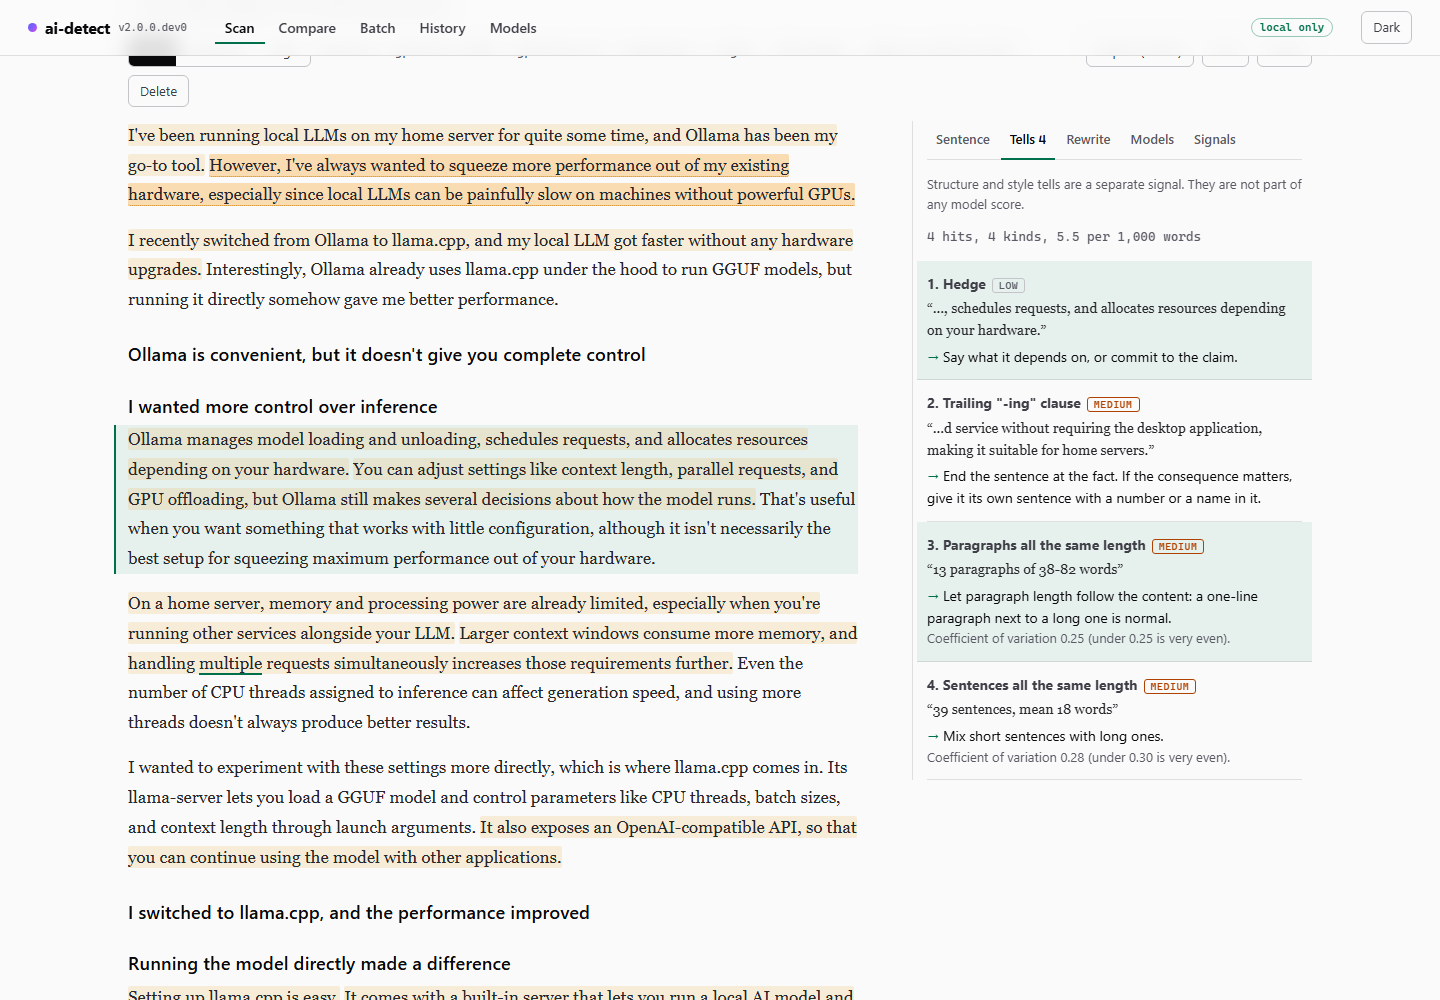 ai-detect v2.0.0.dev0 Scan Compare Batch History Models local only Dark
Delete
I've been running local LLMs on my home server for quite some time, and Ollama has been my
go-to tool. However, I've always wanted to squeeze more performance out of my existing
hardware, especially since local LLMs can be painfully slow on machines without powerful GPUs.
I recently switched from Ollama to llama.cpp, and my local LLM got faster without any hardware
upgrades. Interestingly, Ollama already uses llama.cpp under the hood to run GGUF models, but
running it directly somehow gave me better performance.
Ollama is convenient, but it doesn't give you complete control
I wanted more control over inference
Ollama manages model loading and unloading, schedules requests, and allocates resources
depending on your hardware. You can adjust settings like context length, parallel requests, and
GPU offloading, but Ollama still makes several decisions about how the model runs. That's useful
when you want something that works with little configuration, although it isn't necessarily the
best setup for squeezing maximum performance out of your hardware.
On a home server, memory and processing power are already limited, especially when you're
running other services alongside your LLM. Larger context windows consume more memory, and
handling multiple requests simultaneously increases those requirements further. Even the
number of CPU threads assigned to inference can affect generation speed, and using more
threads doesn't always produce better results.
I wanted to experiment with these settings more directly, which is where llama.cpp comes in. Its
llama-server lets you load a GGUF model and control parameters like CPU threads, batch sizes,
and context length through launch arguments. It also exposes an OpenAI-compatible API, so that
you can continue using the model with other applications.
I switched to llama.cpp, and the performance improved
Running the model directly made a difference
Setting up llama.cpp is easy. It comes with a built-in server that lets you run a local AI model and
Sentence Tells 4 Rewrite Models Signals
Structure and style tells are a separate signal. They are not part of
any model score.
4 hits, 4 kinds, 5.5 per 1,000 words
1. Hedge LOW
“…, schedules requests, and allocates resources depending
on your hardware.”
→ Say what it depends on, or commit to the claim.
2. Trailing "-ing" clause MEDIUM
“…d service without requiring the desktop application,
making it suitable for home servers.”
→ End the sentence at the fact. If the consequence matters,
give it its own sentence with a number or a name in it.
3. Paragraphs all the same length MEDIUM
“13 paragraphs of 38-82 words”
→ Let paragraph length follow the content: a one-line
paragraph next to a long one is normal.
Coefficient of variation 0.25 (under 0.25 is very even).
4. Sentences all the same length MEDIUM
“39 sentences, mean 18 words”
→ Mix short sentences with long ones.
Coefficient of variation 0.28 (under 0.30 is very even).